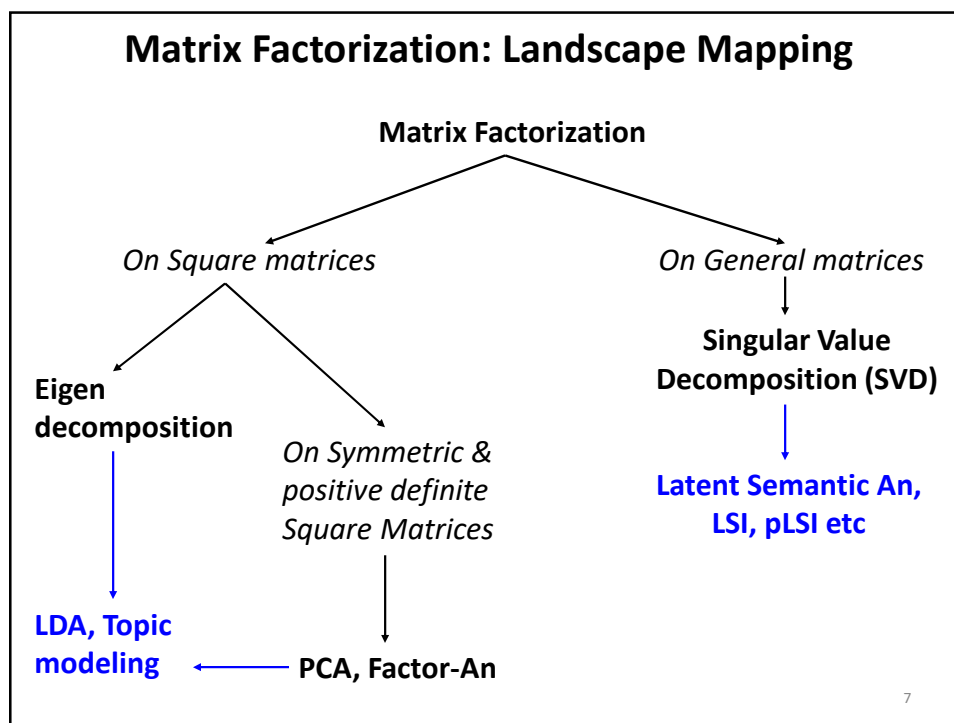 Matrix Factorization: Landscape Mapping
Matrix Factorization
On Square matrices
On General matrices
Eigen
decomposition
On Symmetric &
positive definite
Square Matrices
Singular Value
Decomposition (SVD)
Latent Semantic An,
LSI, pLSI etc
LDA, Topic
modeling
PCA, Factor-An
7